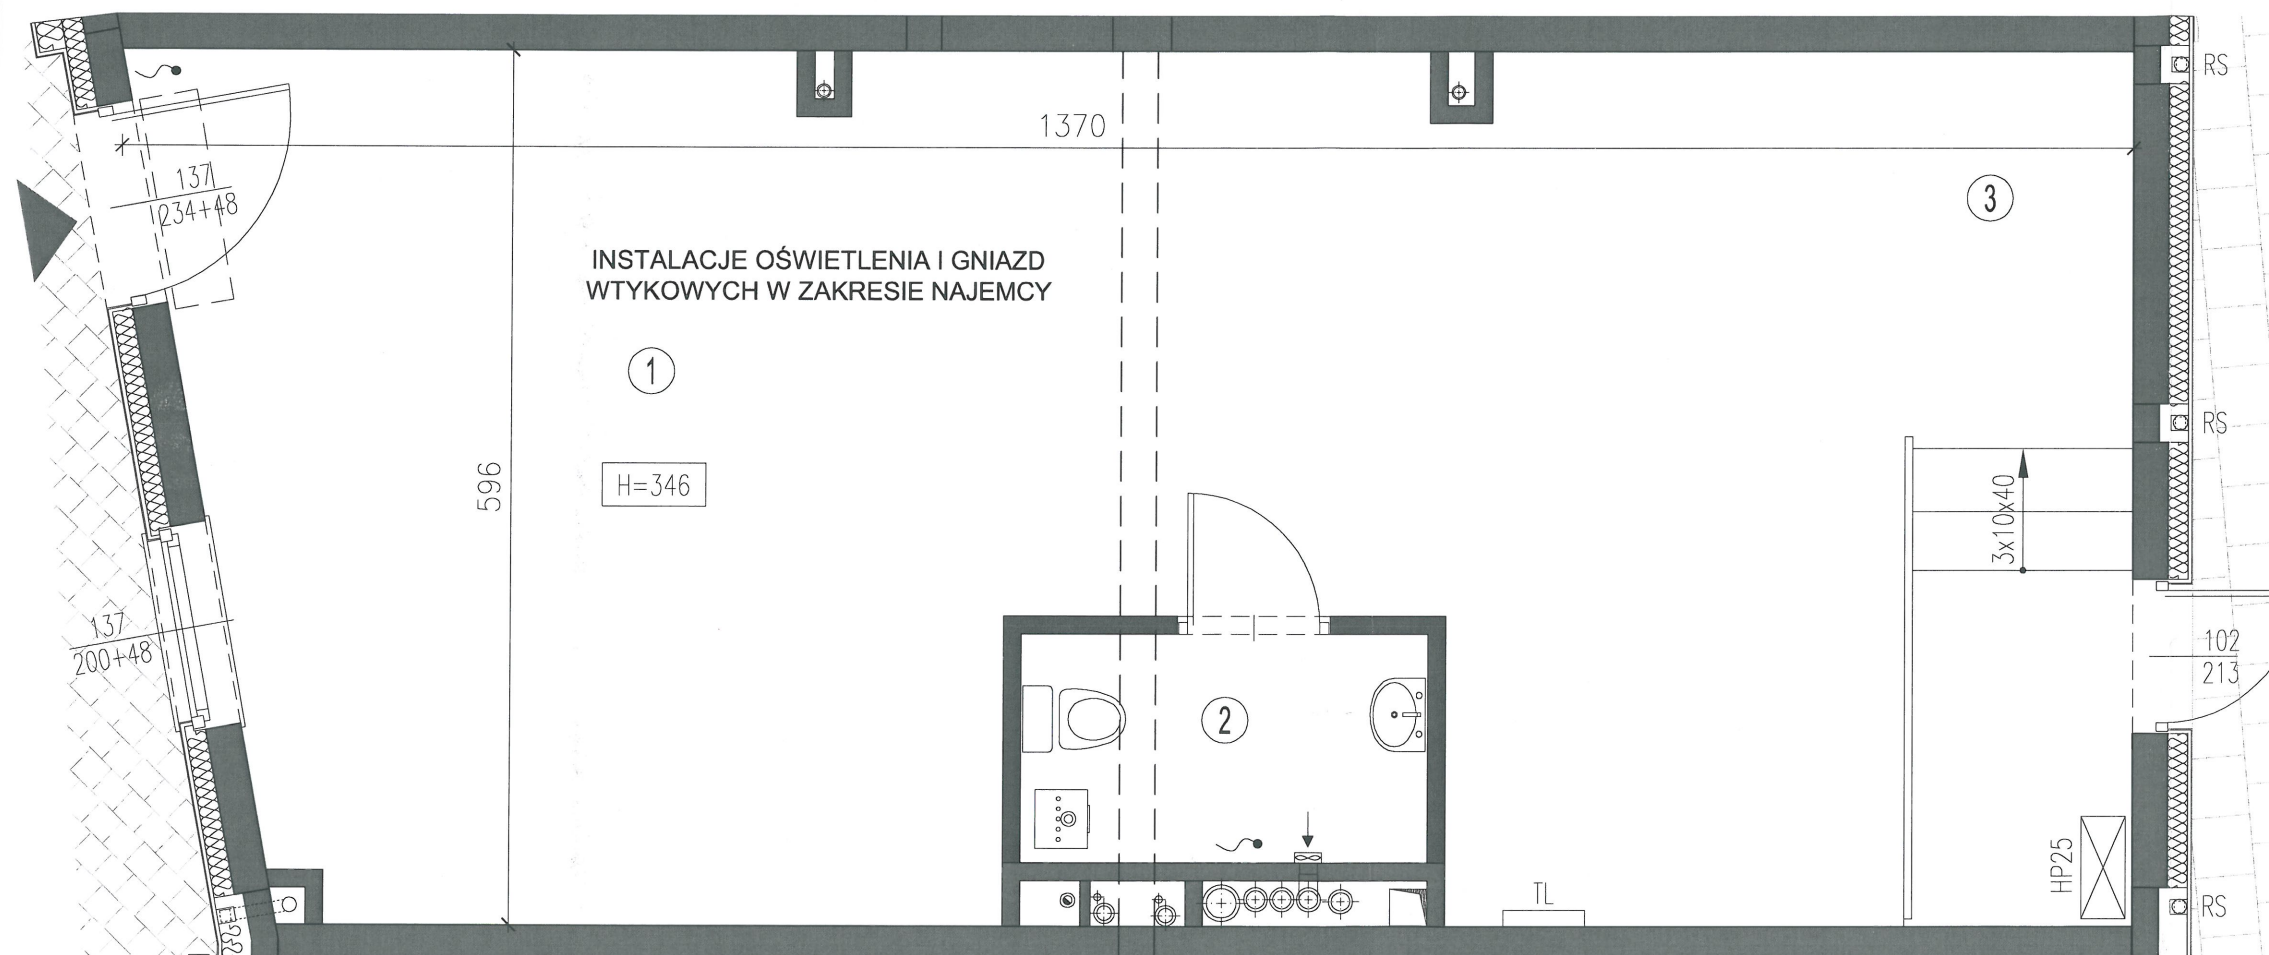 RS
1370
137
234+48
3
INSTALACJE OŚWIETLENIA I GNIAZD
WTYKOWYCH W ZAKRESIE NAJEMCY
1
RS
596
H=346
3x10x40
137
200+48
102
213
2
HP25
TL
RS